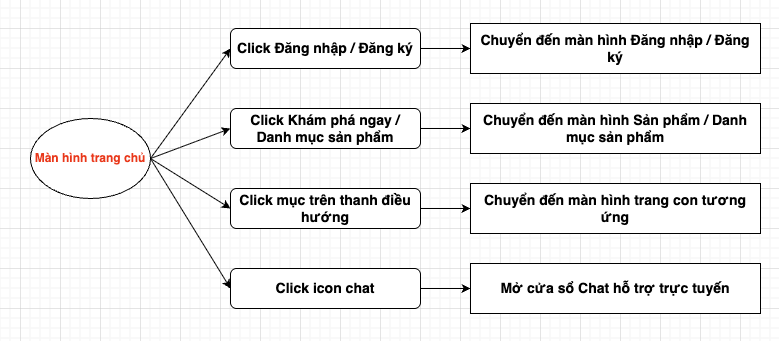 Màn hình trang chủ
Click Đăng nhập / Đăng ký
Chuyển đến màn hình Đăng nhập / Đăng
ký
Click Khám phá ngay /
Danh mục sản phẩm
Chuyển đến màn hình Sản phẩm / Danh
mục sản phẩm
Click mục trên thanh điều
hướng
Chuyển đến màn hình trang con tương
ứng
Click icon chat
Mở cửa sổ Chat hỗ trợ trực tuyến